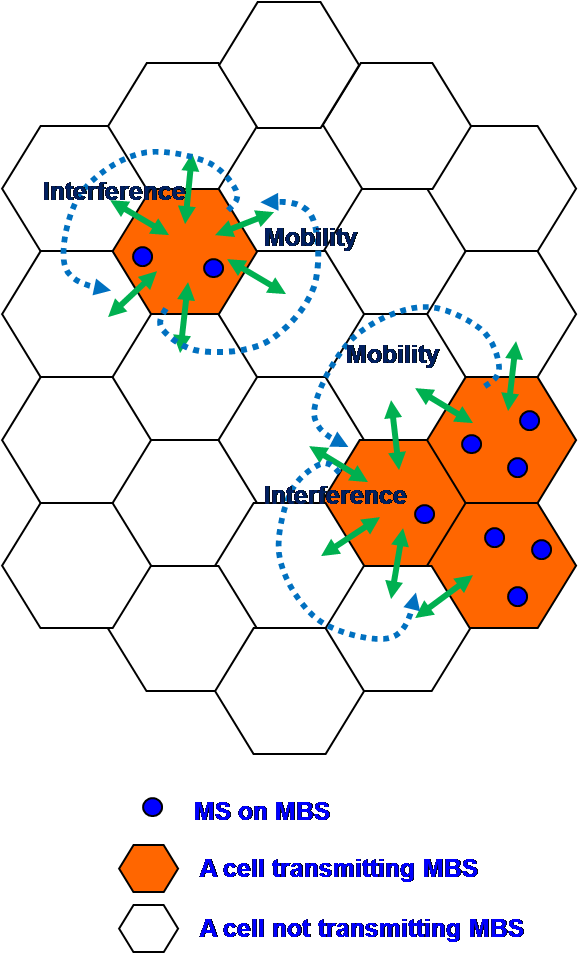 Interference
Mobility
Mobility
Interference
MS on MBS
A cell transmitting MBS
A cell not transmitting MBS